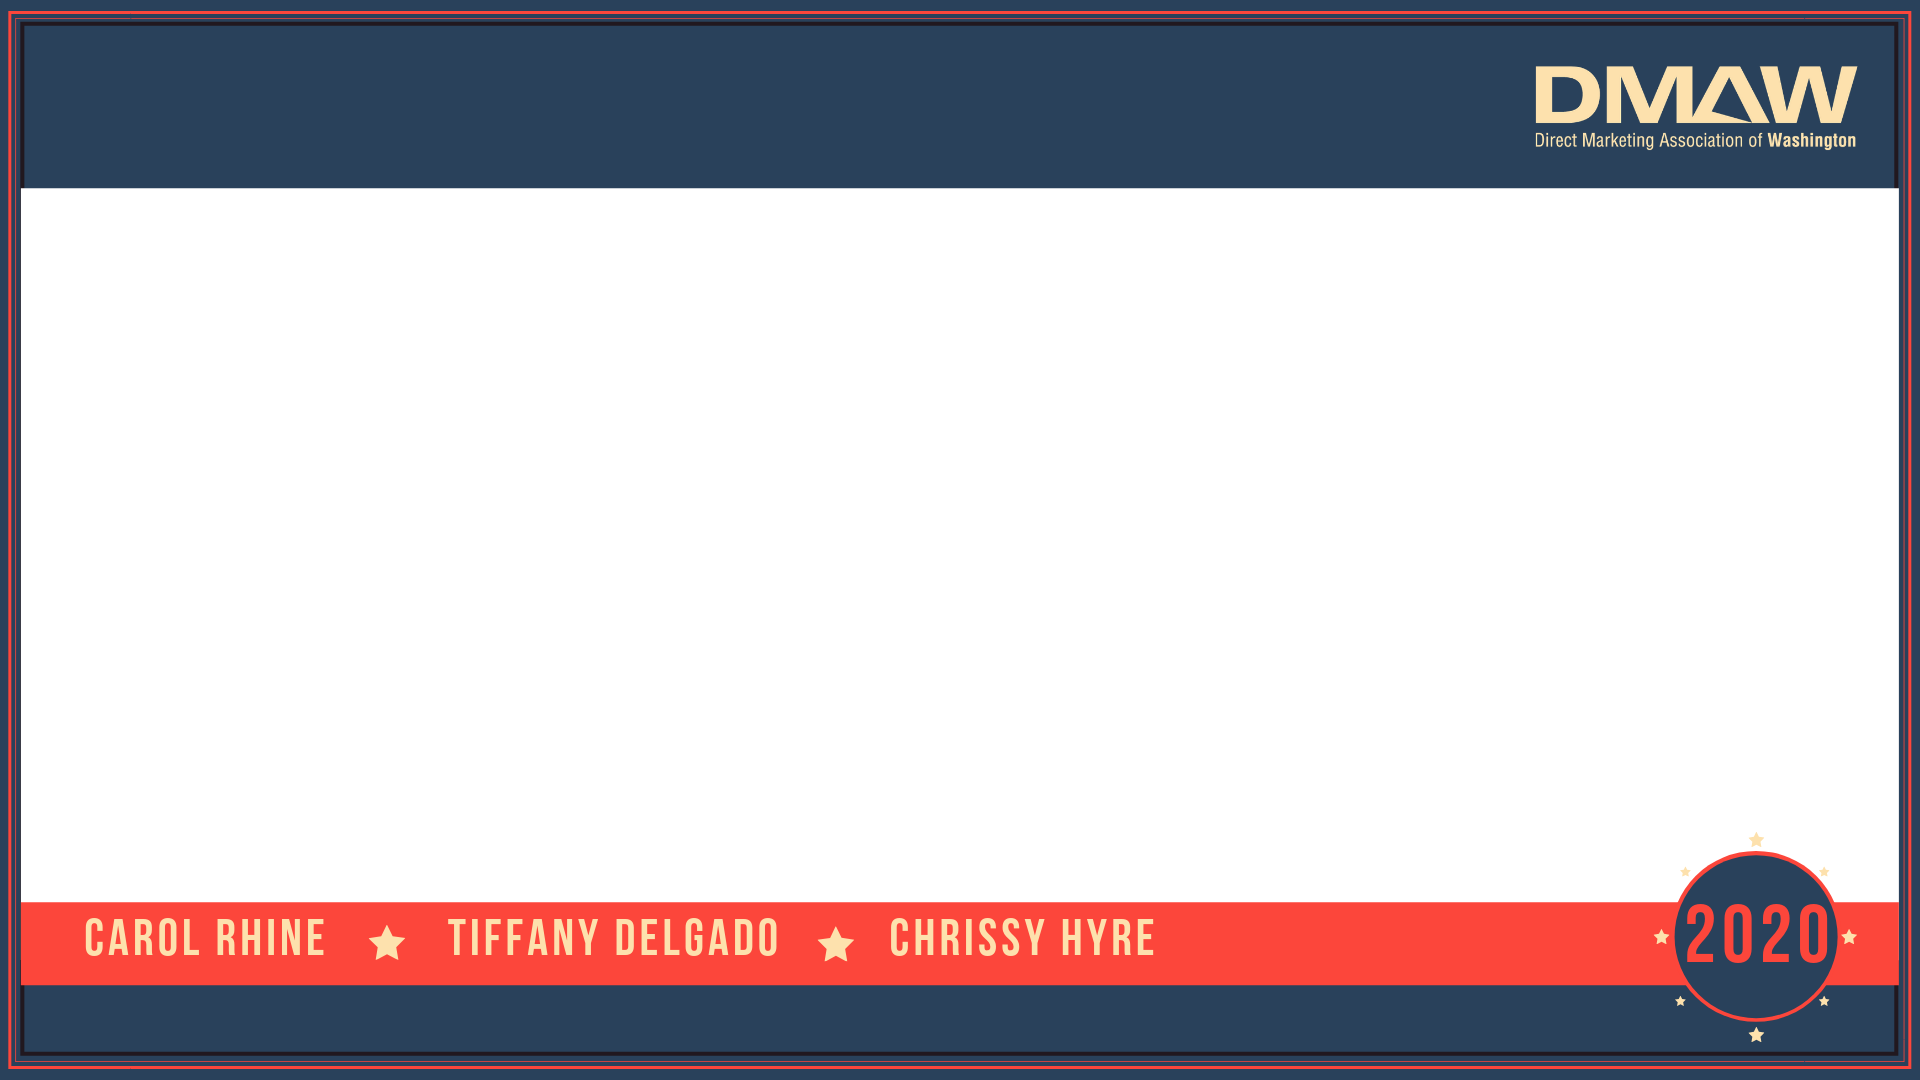 DMAW
Direct Marketing Association of Washington
CAROL RHINE ★ TIFFANY DELGADO ★ CHRISSY HYRE
2020